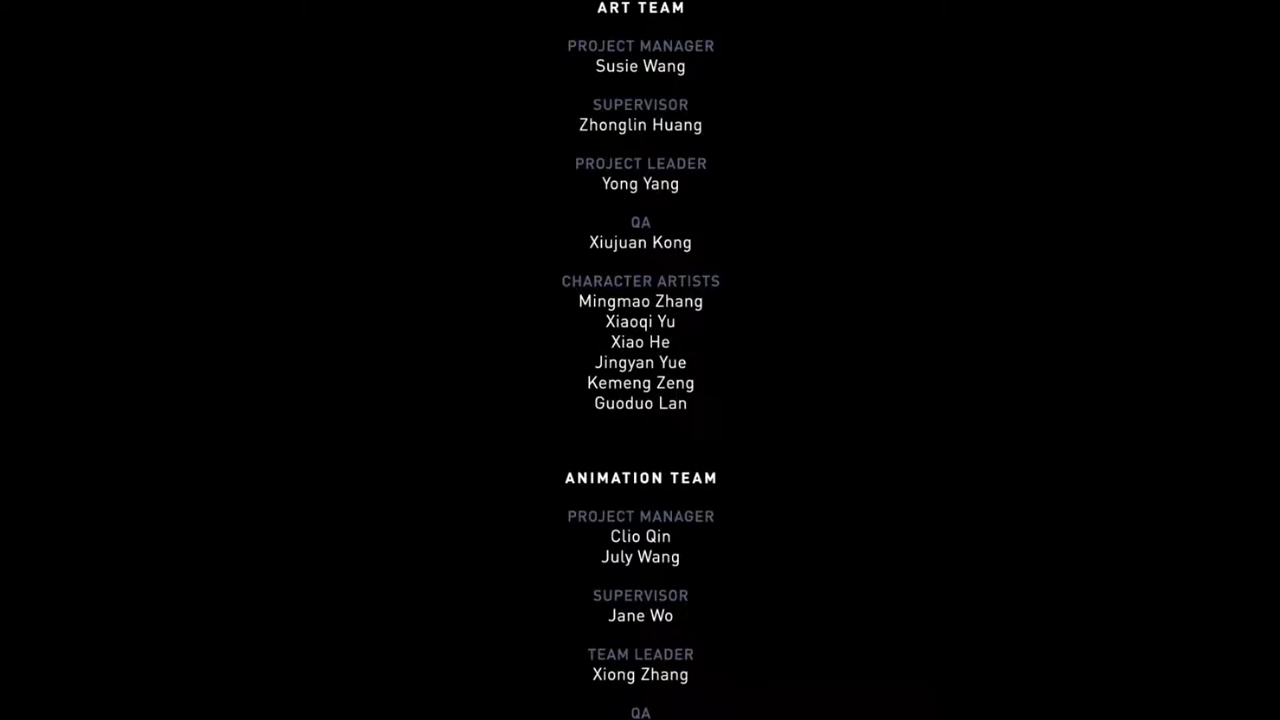 ART TEAM
PROJECT MANAGER
Susie Wang
SUPERVISOR
Zhonglin Huang
PROJECT LEADER
Yong Yang
QA
Xiujuan Kong
CHARACTER ARTISTS
Mingmao Zhang
Xiaoqi Yu
Xiao He
Jingyan Yue
Kemeng Zeng
Guoduo Lan
ANIMATION TEAM
PROJECT MANAGER
Clio Qin
July Wang
SUPERVISOR
Jane Wo
TEAM LEADER
Xiong Zhang
QA